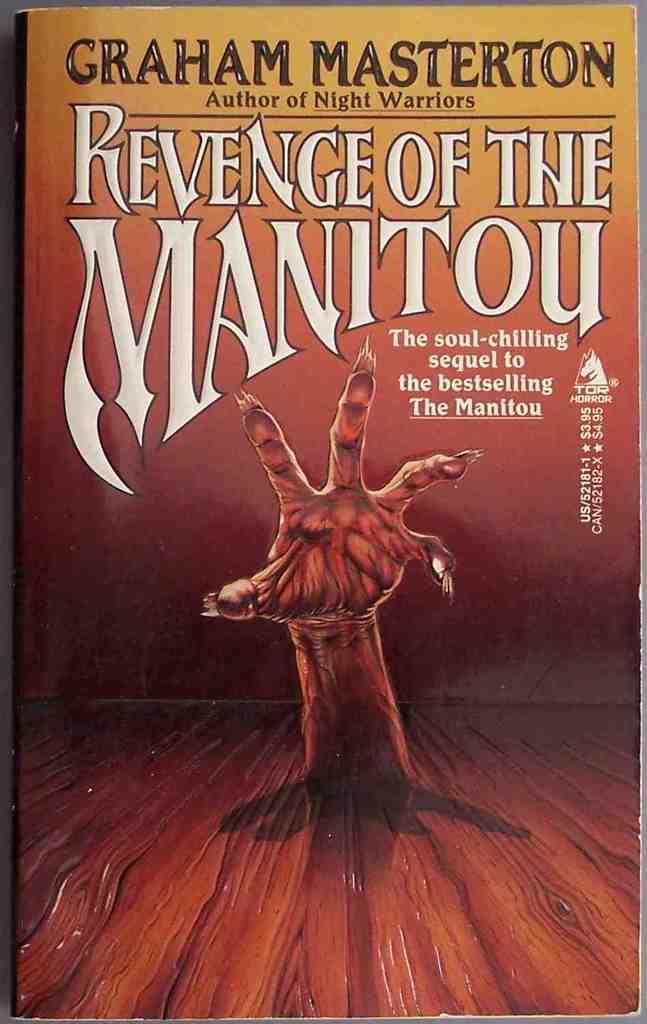 GRAHAM MASTERTON
Author of Night Warriors
REVENGE OF THE
MANITOU
The soul-chilling
sequel to
the bestselling
The Manitou
TOR®
HORROR
US/52181-1 ★ $3.95
CAN/52182-X ★ $4.95